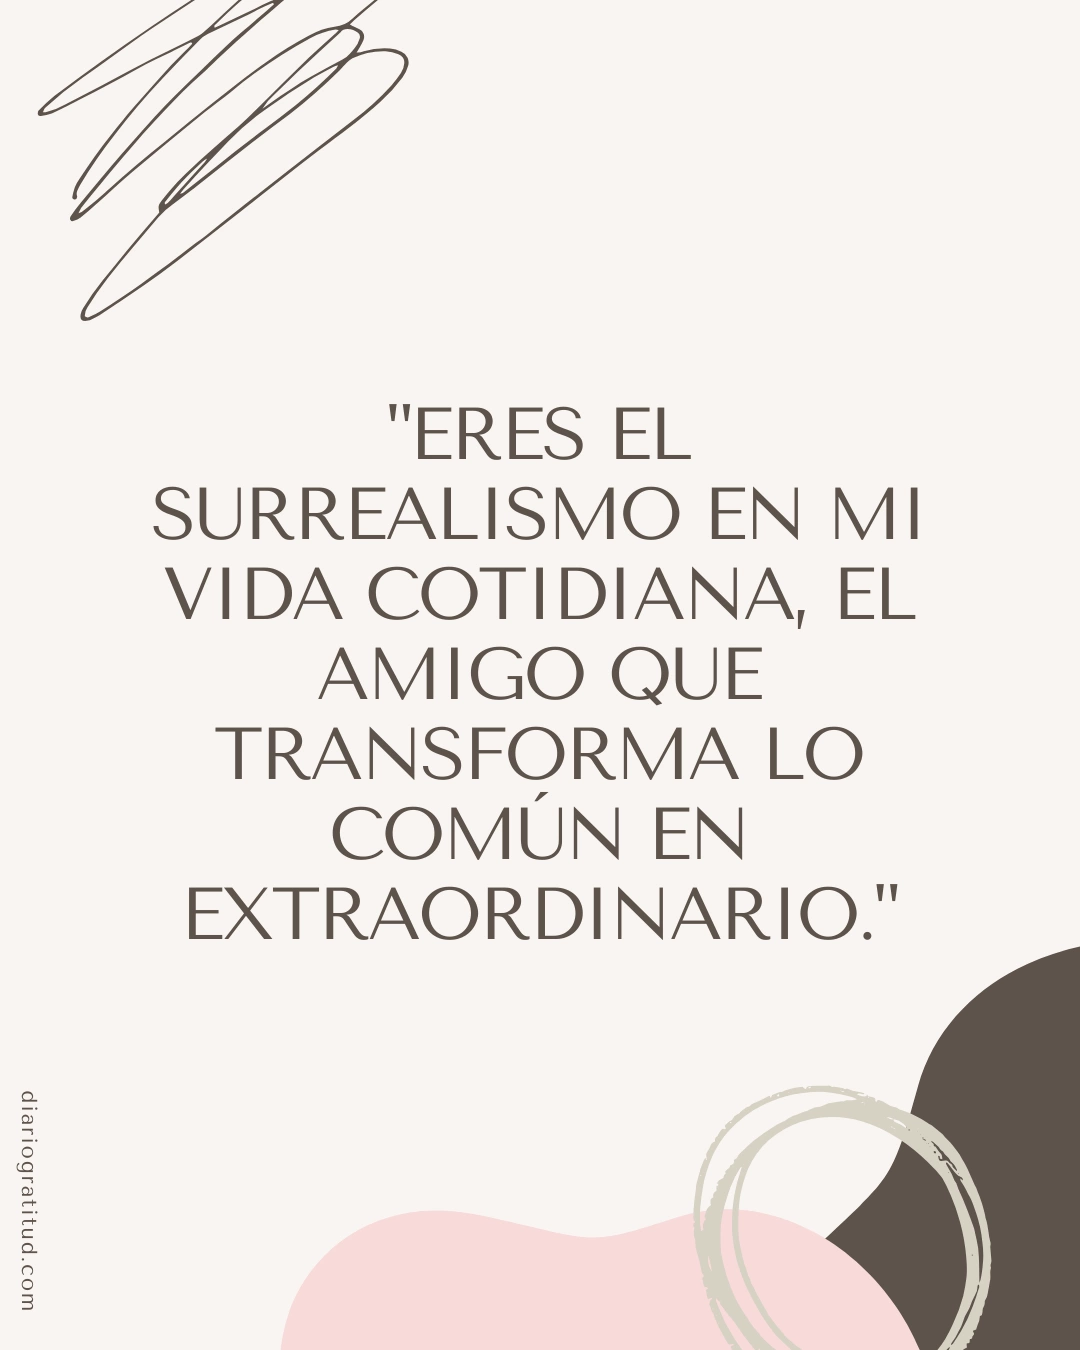 "ERES EL
SURREALISMO EN MI
VIDA COTIDIANA, EL
AMIGO QUE
TRANSFORMA LO
COMÚN EN
EXTRAORDINARIO."
diariogratitud.com